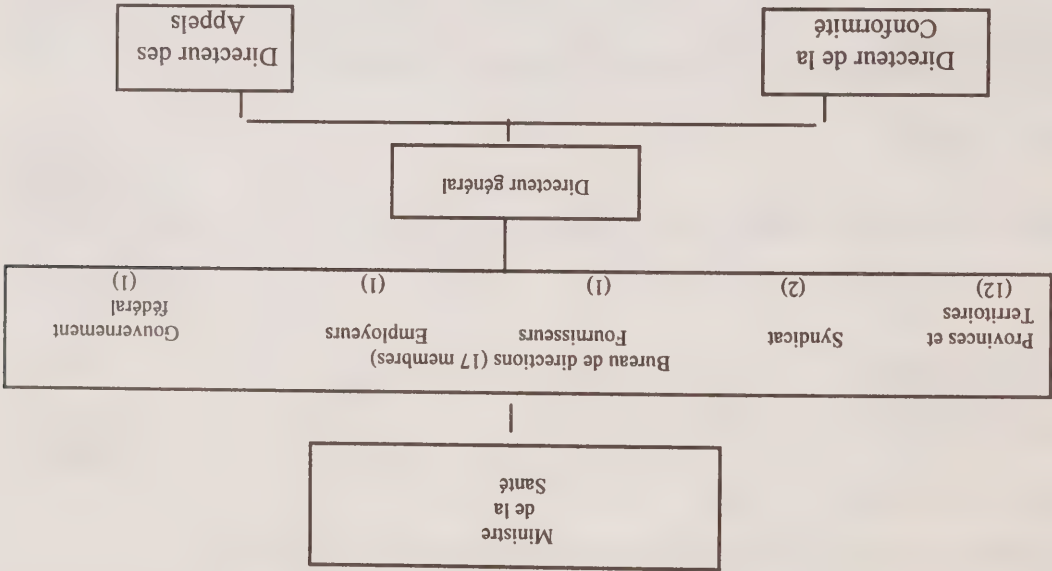 Ministre
de la
Santé
Bureau de directions (17 membres)
Provinces et
Territoires
(12)
Syndicat
(2)
Fournisseurs
(1)
Employeurs
(1)
Gouvernement
fédéral
(1)
Directeur général
Directeur de la
Conformité
Directeur des
Appels